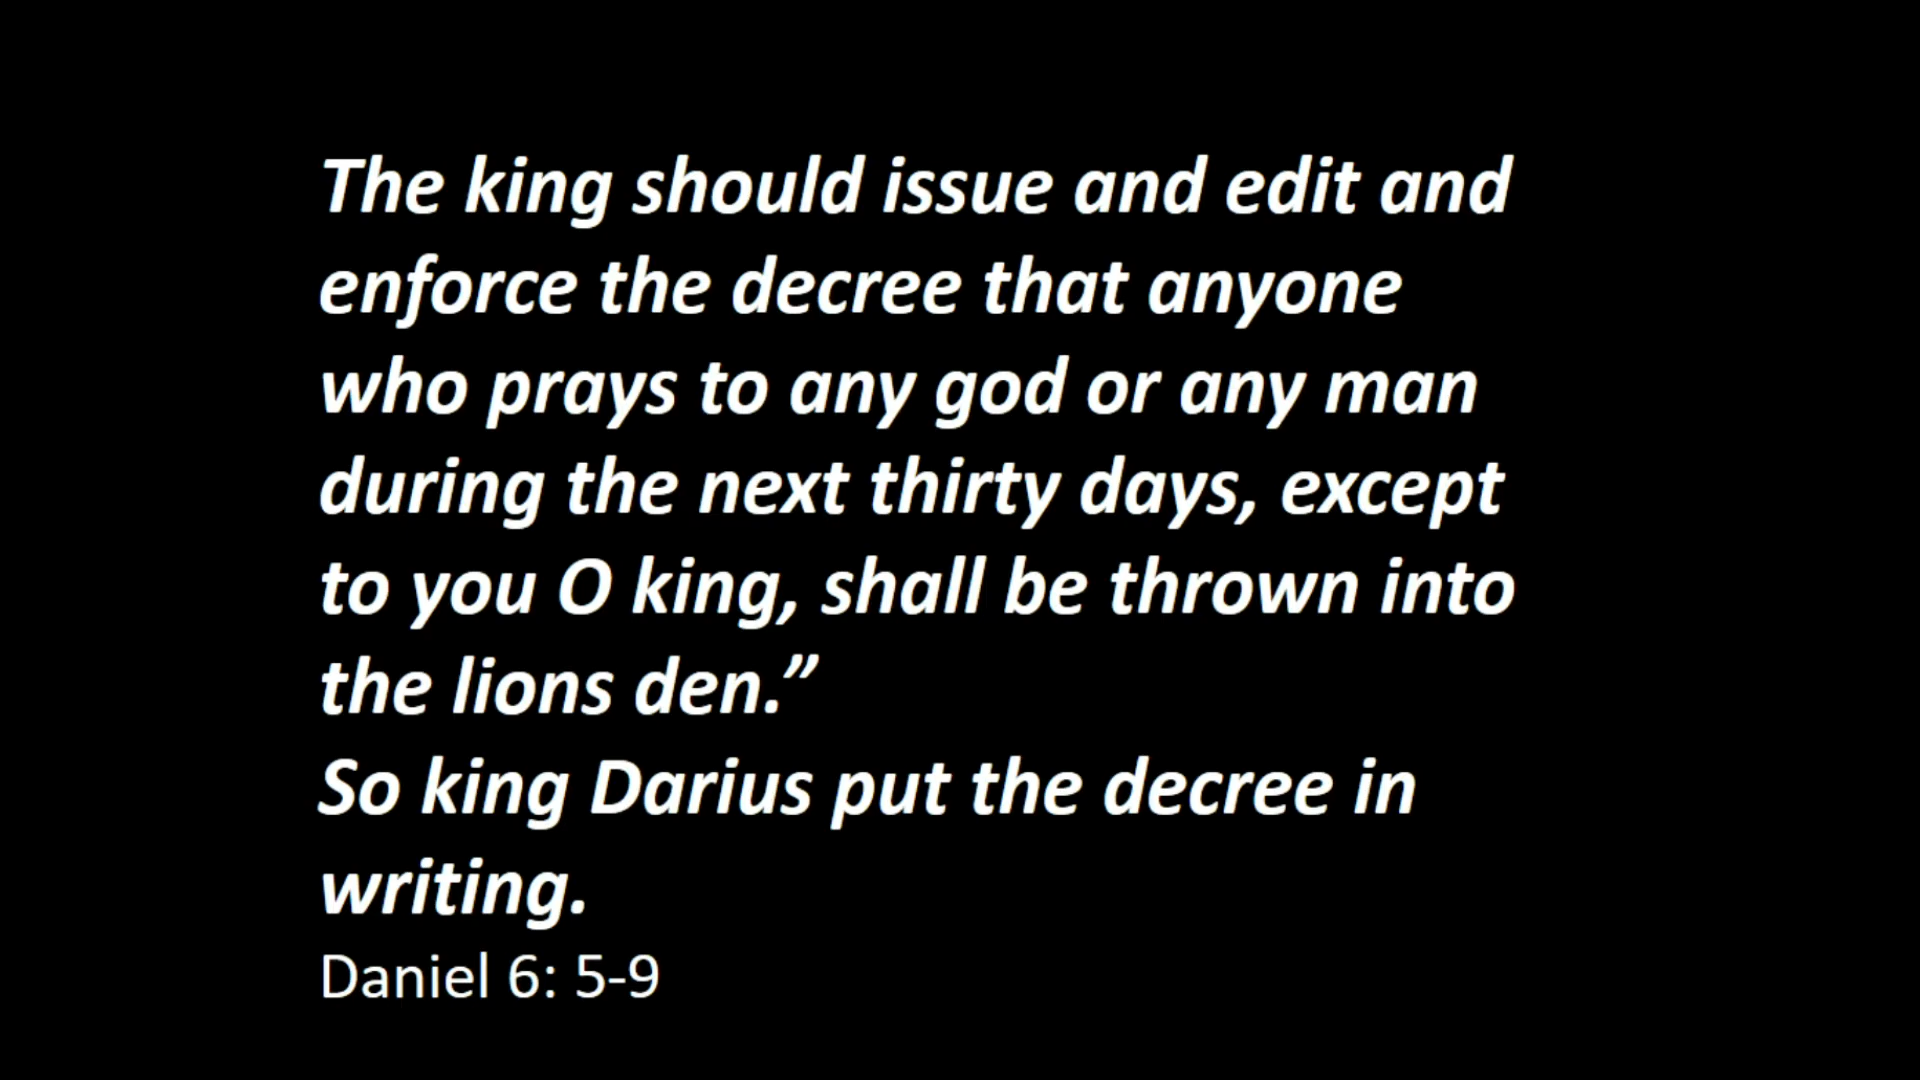 The king should issue and edit and
enforce the decree that anyone
who prays to any god or any man
during the next thirty days, except
to you O king, shall be thrown into
the lions den.”
So king Darius put the decree in
writing.
Daniel 6: 5-9